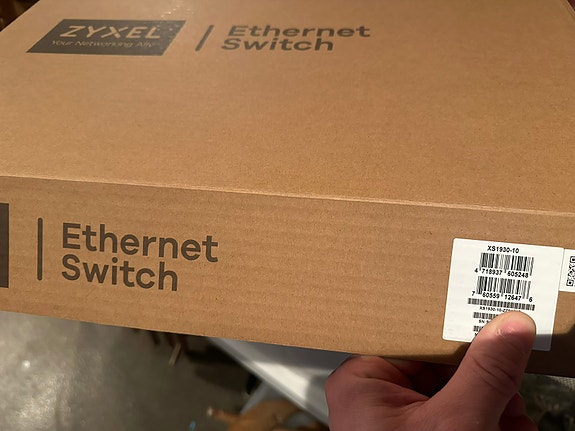 ZYXEL
Your Networking Ally
Ethernet
Switch
Ethernet
Switch
XS1930-10
4 718937 605248
7 60559 12647 6